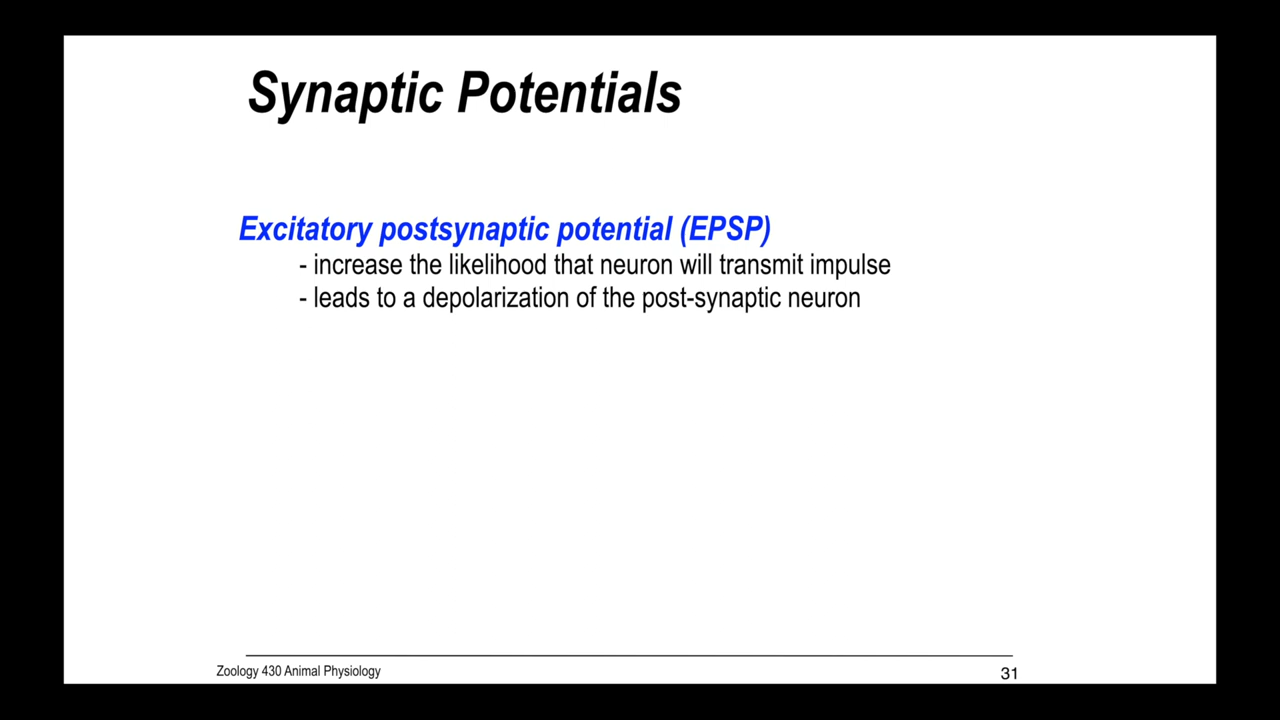 Synaptic Potentials
Excitatory postsynaptic potential (EPSP)
- increase the likelihood that neuron will transmit impulse
- leads to a depolarization of the post-synaptic neuron
Zoology 430 Animal Physiology
31